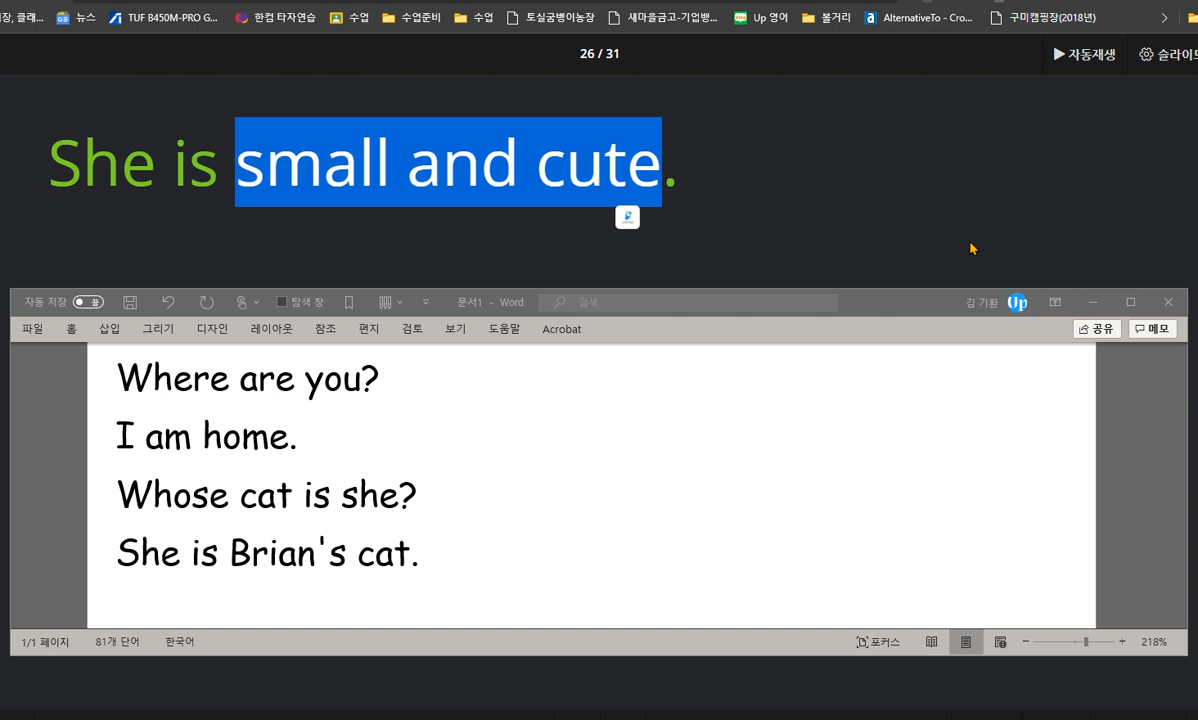 장, 클래... 뉴스 TUF B450M-PRO G... 한컴 타자연습 수업 수업준비 수업 토실굼벵이농장 새마을금고-기업뱅... Up 영어 볼거리 AlternativeTo - Cro... 구미캠핑장(2018년)
26 / 31 자동재생 슬라이드
She is small and cute.
자동 저장 끔 탐색 창 문서1 - Word 검색 김 기환 Up
파일 홈 삽입 그리기 디자인 레이아웃 참조 편지 검토 보기 도움말 Acrobat 공유 메모
Where are you?
I am home.
Whose cat is she?
She is Brian's cat.
1/1 페이지 81개 단어 한국어 포커스 218%